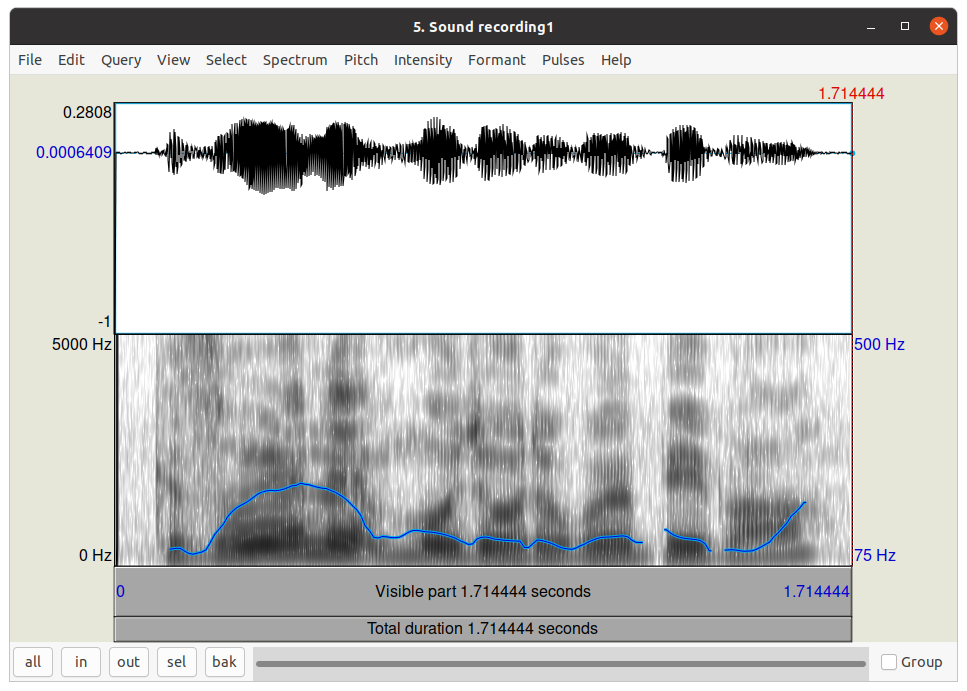 5. Sound recording1
File Edit Query View Select Spectrum Pitch Intensity Formant Pulses Help
1.714444
0.2808
0.0006409
-1
5000 Hz 500 Hz
0 Hz 75 Hz
0 Visible part 1.714444 seconds 1.714444
Total duration 1.714444 seconds
all in out sel bak Group